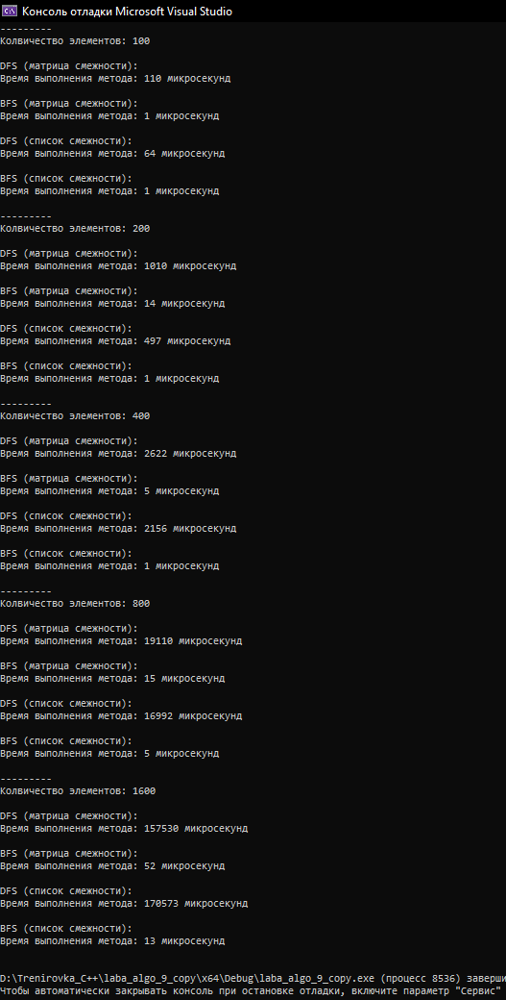 Консоль отладки Microsoft Visual Studio
---------
Колвичество элементов: 100
DFS (матрица смежности):
Время выполнения метода: 110 микросекунд
BFS (матрица смежности):
Время выполнения метода: 1 микросекунд
DFS (список смежности):
Время выполнения метода: 64 микросекунд
BFS (список смежности):
Время выполнения метода: 1 микросекунд
---------
Колвичество элементов: 200
DFS (матрица смежности):
Время выполнения метода: 1010 микросекунд
BFS (матрица смежности):
Время выполнения метода: 14 микросекунд
DFS (список смежности):
Время выполнения метода: 497 микросекунд
BFS (список смежности):
Время выполнения метода: 1 микросекунд
---------
Колвичество элементов: 400
DFS (матрица смежности):
Время выполнения метода: 2622 микросекунд
BFS (матрица смежности):
Время выполнения метода: 5 микросекунд
DFS (список смежности):
Время выполнения метода: 2156 микросекунд
BFS (список смежности):
Время выполнения метода: 1 микросекунд
---------
Колвичество элементов: 800
DFS (матрица смежности):
Время выполнения метода: 19110 микросекунд
BFS (матрица смежности):
Время выполнения метода: 15 микросекунд
DFS (список смежности):
Время выполнения метода: 16992 микросекунд
BFS (список смежности):
Время выполнения метода: 5 микросекунд
---------
Колвичество элементов: 1600
DFS (матрица смежности):
Время выполнения метода: 157530 микросекунд
BFS (матрица смежности):
Время выполнения метода: 52 микросекунд
DFS (список смежности):
Время выполнения метода: 170573 микросекунд
BFS (список смежности):
Время выполнения метода: 13 микросекунд
D:\Trenirovka_C++\laba_algo_9_copy\x64\Debug\laba_algo_9_copy.exe (процесс 8536) заверши
Чтобы автоматически закрывать консоль при остановке отладки, включите параметр "Сервис"